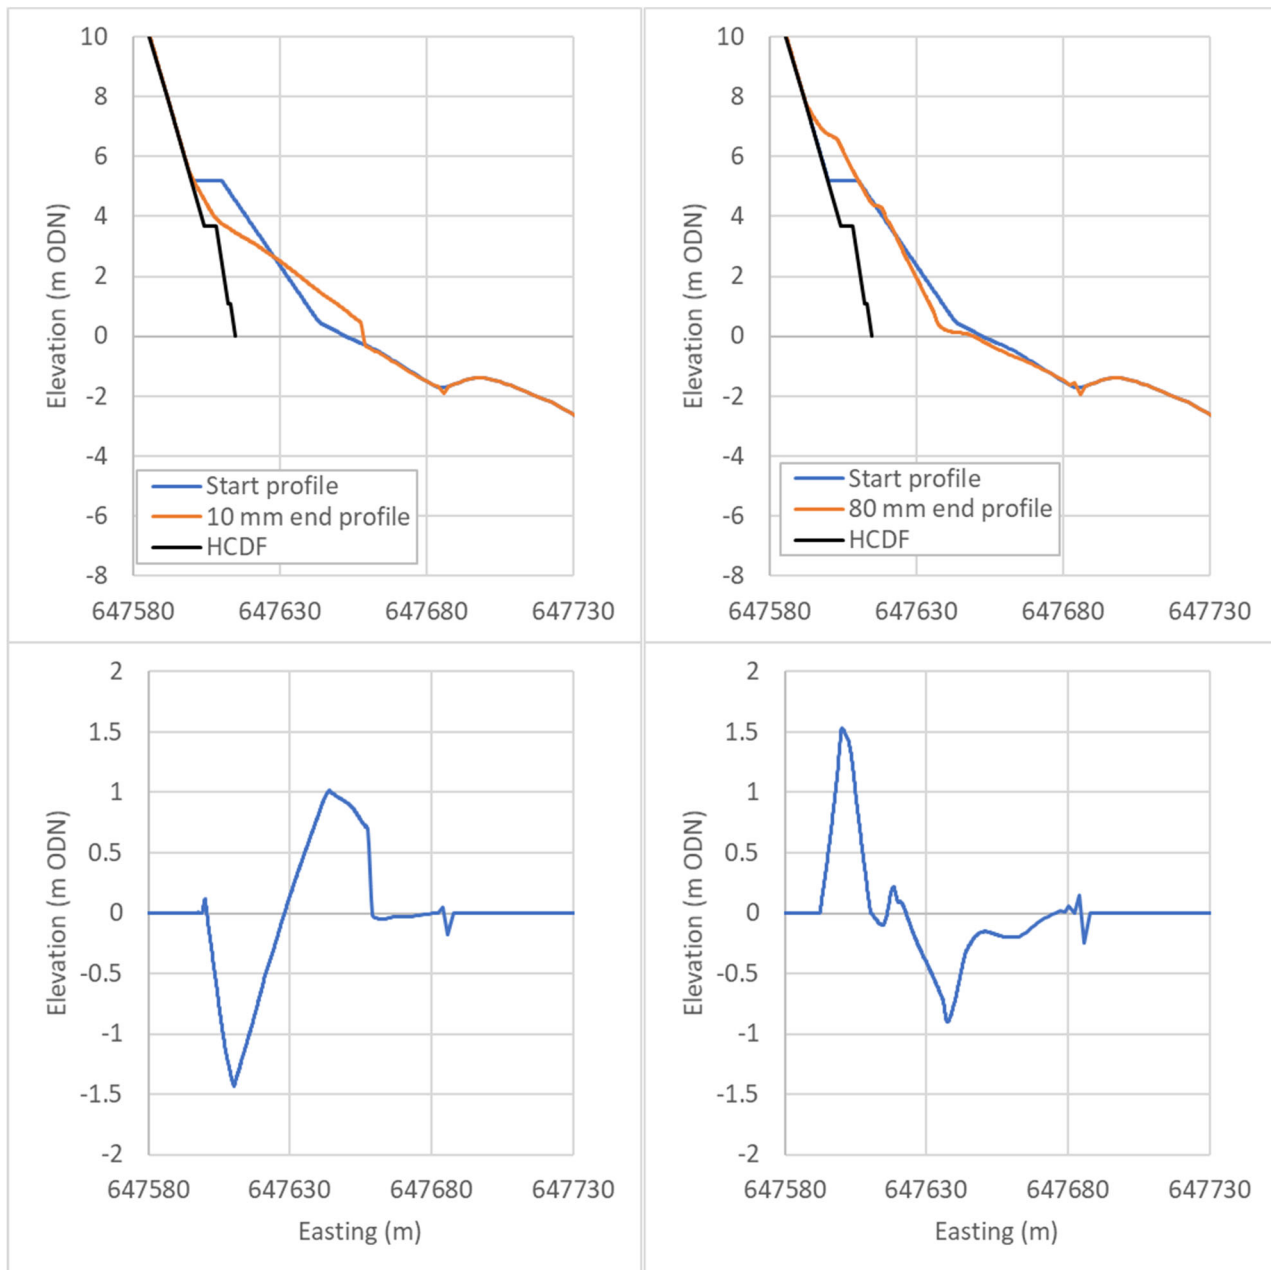 10
8
6
4
2
0
-2
-4
-6
-8
Elevation (m ODN)
Start profile
10 mm end profile
HCDF
647580 647630 647680 647730
10
8
6
4
2
0
-2
-4
-6
-8
Elevation (m ODN)
Start profile
80 mm end profile
HCDF
647580 647630 647680 647730
2
1.5
1
0.5
0
-0.5
-1
-1.5
-2
Elevation (m ODN)
647580 647630 647680 647730
Easting (m)
2
1.5
1
0.5
0
-0.5
-1
-1.5
-2
Elevation (m ODN)
647580 647630 647680 647730
Easting (m)